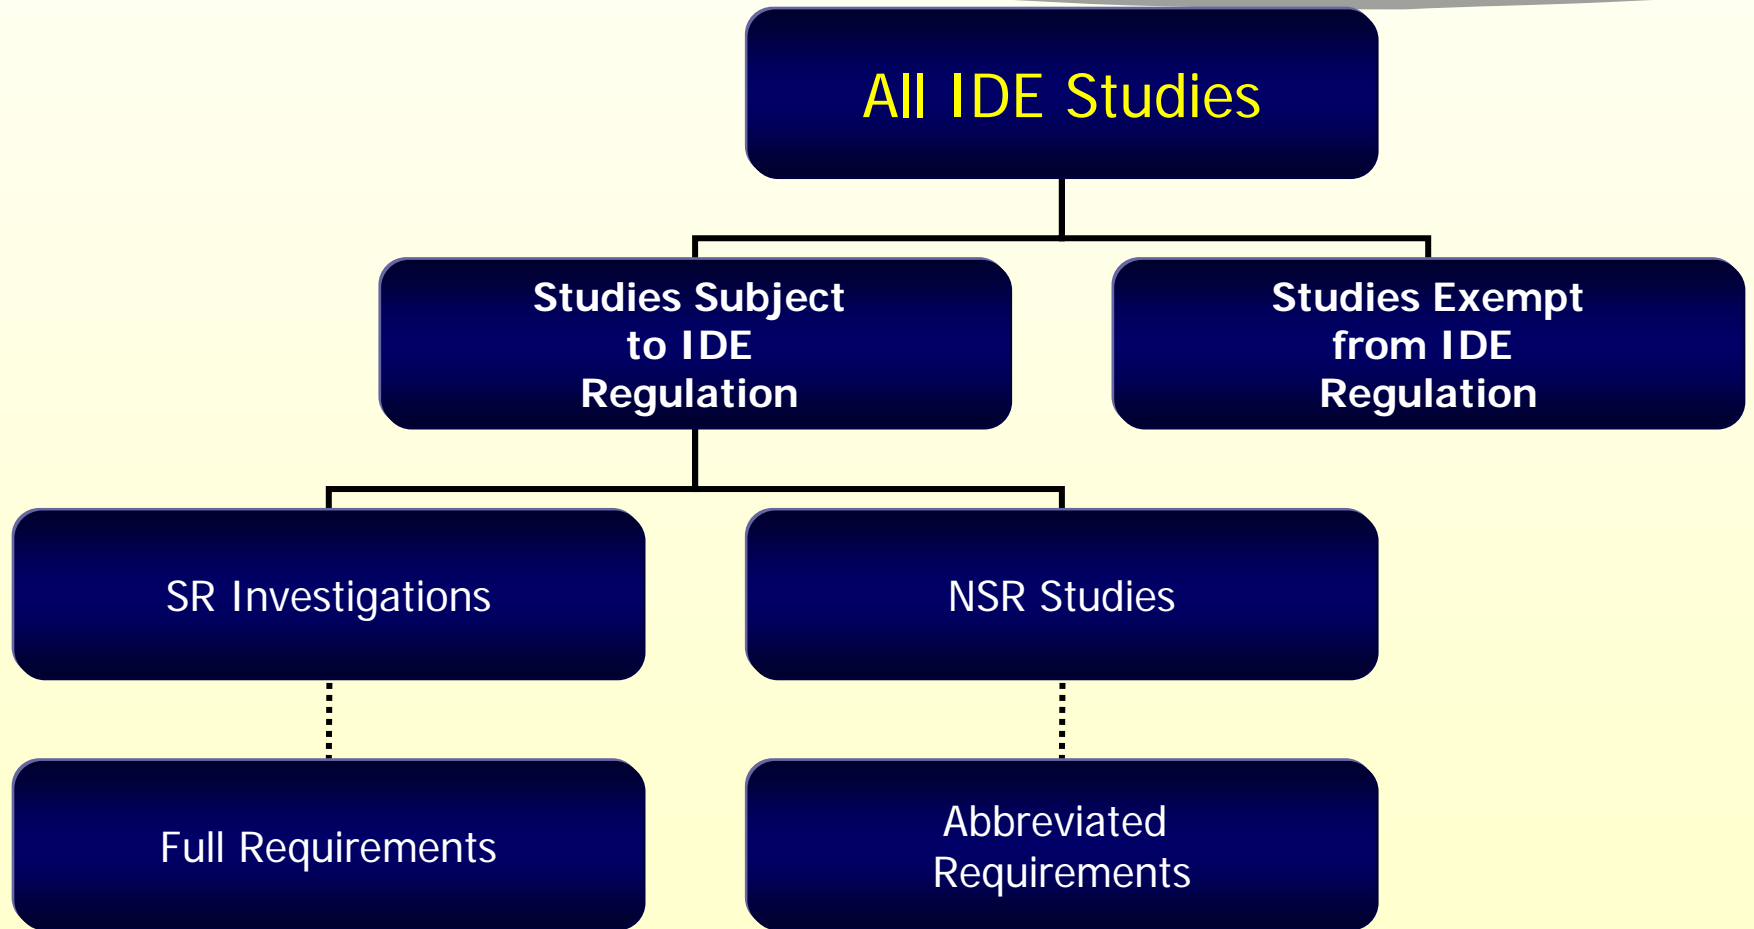 All IDE Studies
Studies Subject
to IDE
Regulation
Studies Exempt
from IDE
Regulation
SR Investigations
NSR Studies
Full Requirements
Abbreviated
Requirements